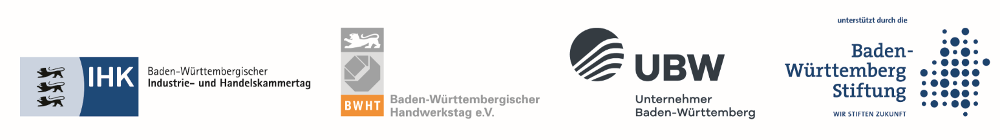 IHK
Baden-Württembergischer
Industrie- und Handelskammertag
BWHT
Baden-Württembergischer
Handwerkstag e.V.
UBW
Unternehmer
Baden-Württemberg
unterstützt durch die
Baden-
Württemberg
Stiftung
WIR STIFTEN ZUKUNFT